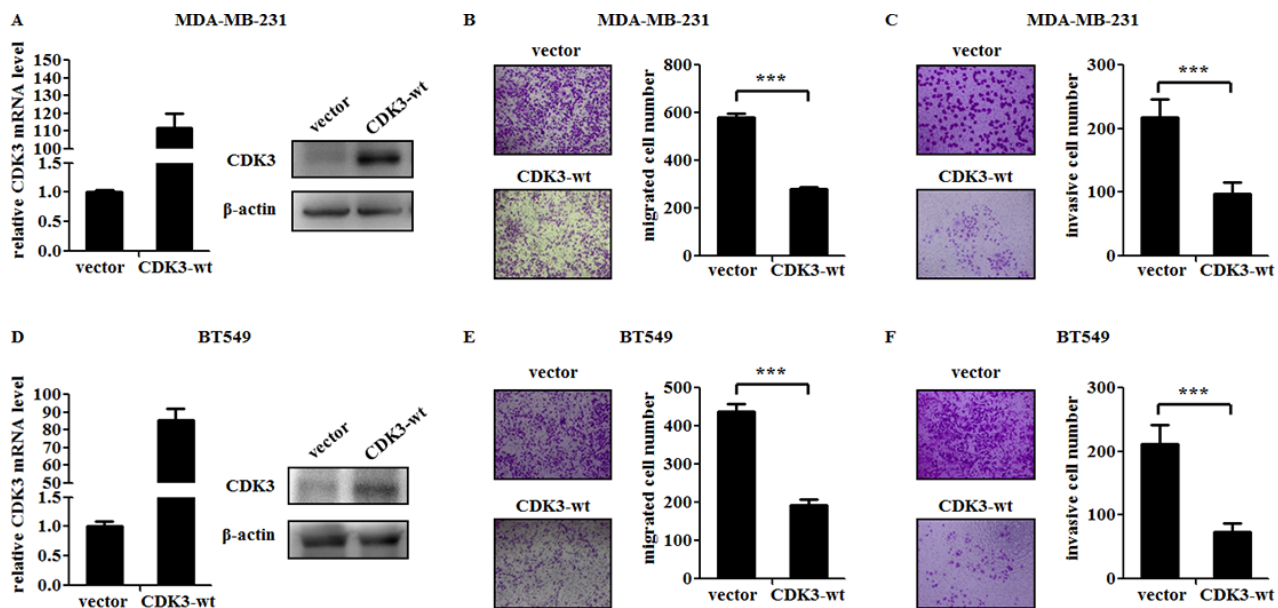 A
MDA-MB-231
relative CDK3 mRNA level
150
140
130
120
110
100
1.5
1.0
0.5
0.0
vector
CDK3-wt
vector
CDK3-wt
CDK3
β-actin
B
MDA-MB-231
vector
CDK3-wt
migrated cell number
800
600
400
200
0
***
vector
CDK3-wt
C
MDA-MB-231
vector
CDK3-wt
invasive cell number
300
200
100
0
***
vector
CDK3-wt
D
BT549
relative CDK3 mRNA level
100
90
80
70
60
50
1.5
1.0
0.5
0.0
vector
CDK3-wt
vector
CDK3-wt
CDK3
β-actin
E
BT549
vector
CDK3-wt
migrated cell number
500
400
300
200
100
0
***
vector
CDK3-wt
F
BT549
vector
CDK3-wt
invasive cell number
300
200
100
0
***
vector
CDK3-wt